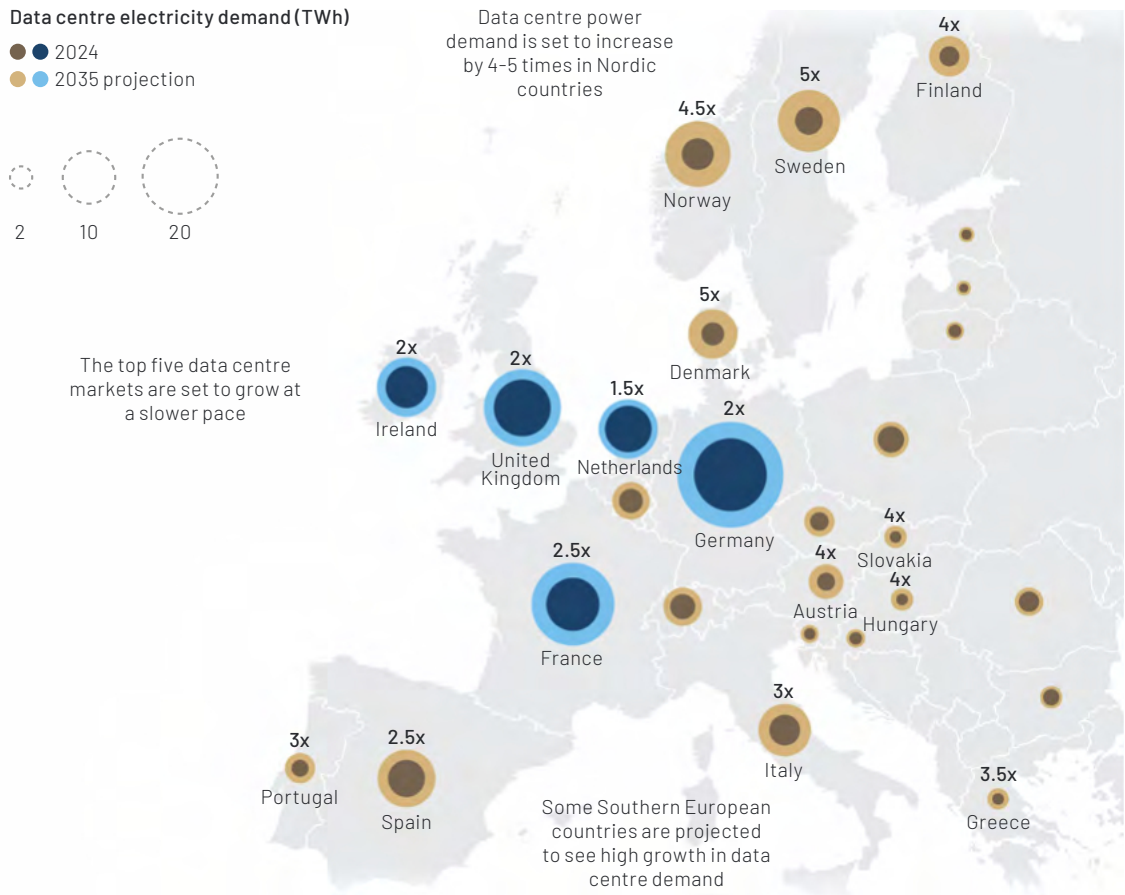 Data centre electricity demand (TWh)
2024
2035 projection
2
10
20
Data centre power
demand is set to increase
by 4-5 times in Nordic
countries
4x
Finland
5x
Sweden
4.5x
Norway
5x
Denmark
The top five data centre
markets are set to grow at
a slower pace
2x
Ireland
2x
United
Kingdom
1.5x
Netherlands
2x
Germany
4x
Slovakia
4x
Austria
4x
Hungary
2.5x
France
3x
Italy
3x
Portugal
2.5x
Spain
3.5x
Greece
Some Southern European
countries are projected
to see high growth in data
centre demand